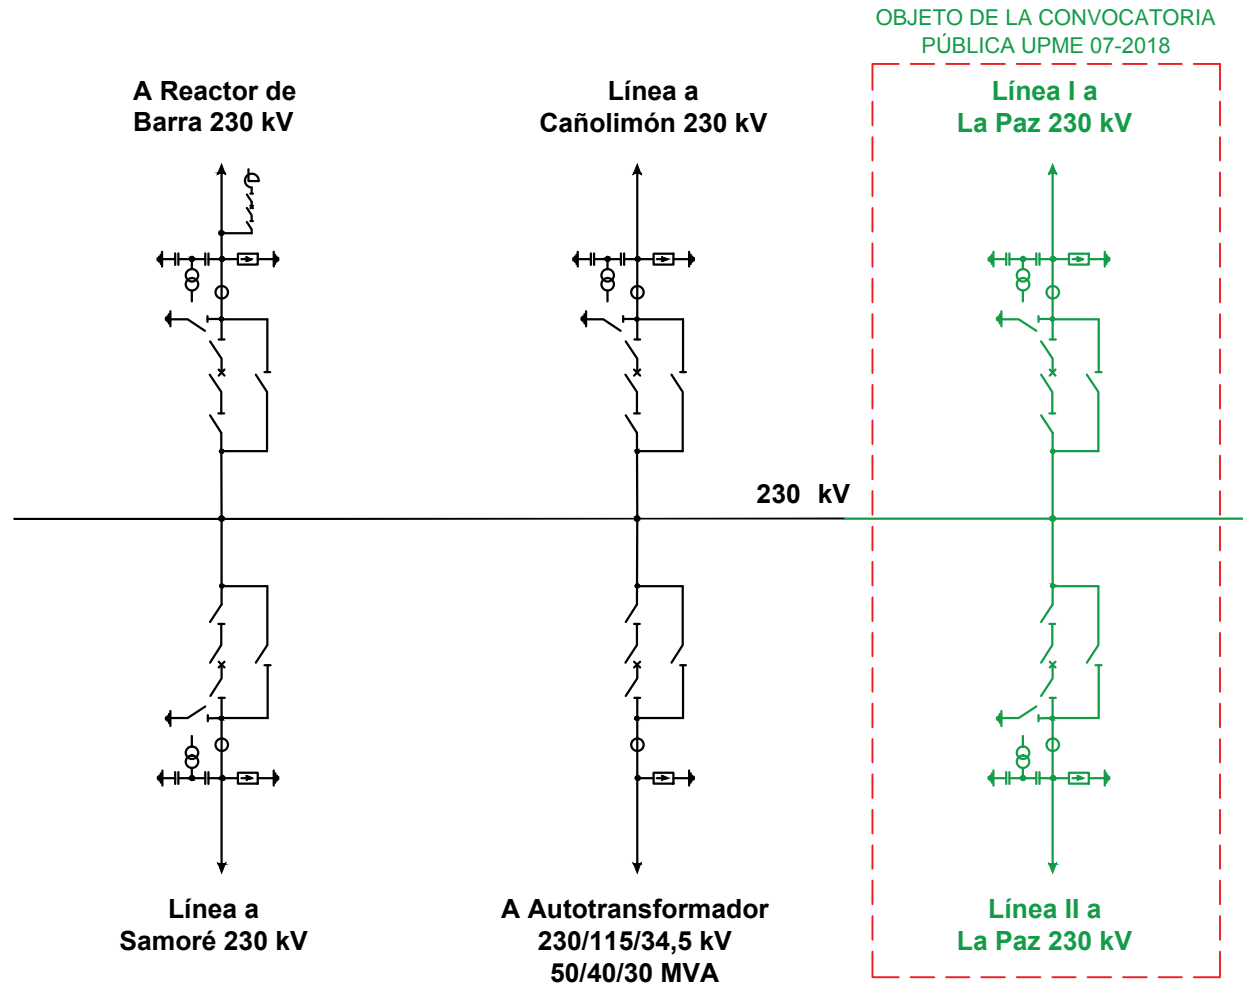 OBJETO DE LA CONVOCATORIA
PÚBLICA UPME 07-2018
A Reactor de
Barra 230 kV
Línea a
Cañolimón 230 kV
Línea I a
La Paz 230 kV
230 kV
Línea a
Samoré 230 kV
A Autotransformador
230/115/34,5 kV
50/40/30 MVA
Línea II a
La Paz 230 kV